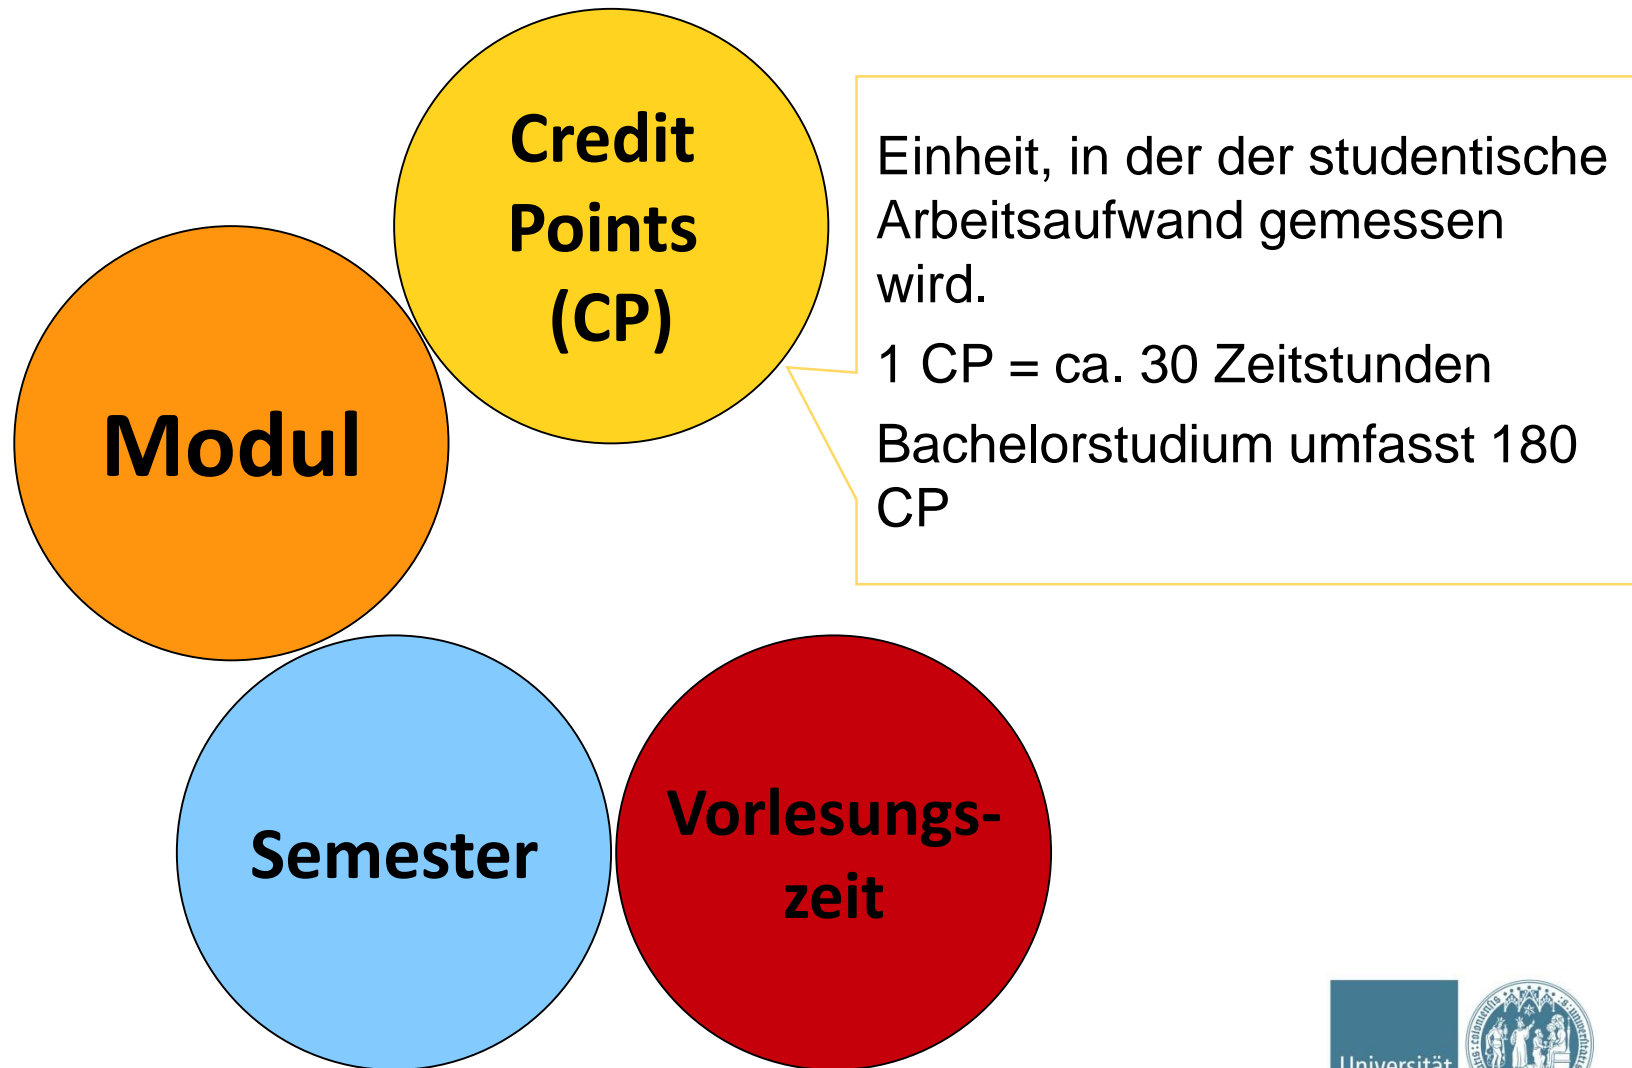 Credit
Points
(CP)
Einheit, in der der studentische
Arbeitsaufwand gemessen
wird.
1 CP = ca. 30 Zeitstunden
Bachelorstudium umfasst 180
CP
Modul
Semester
Vorlesungs-
zeit
Universität